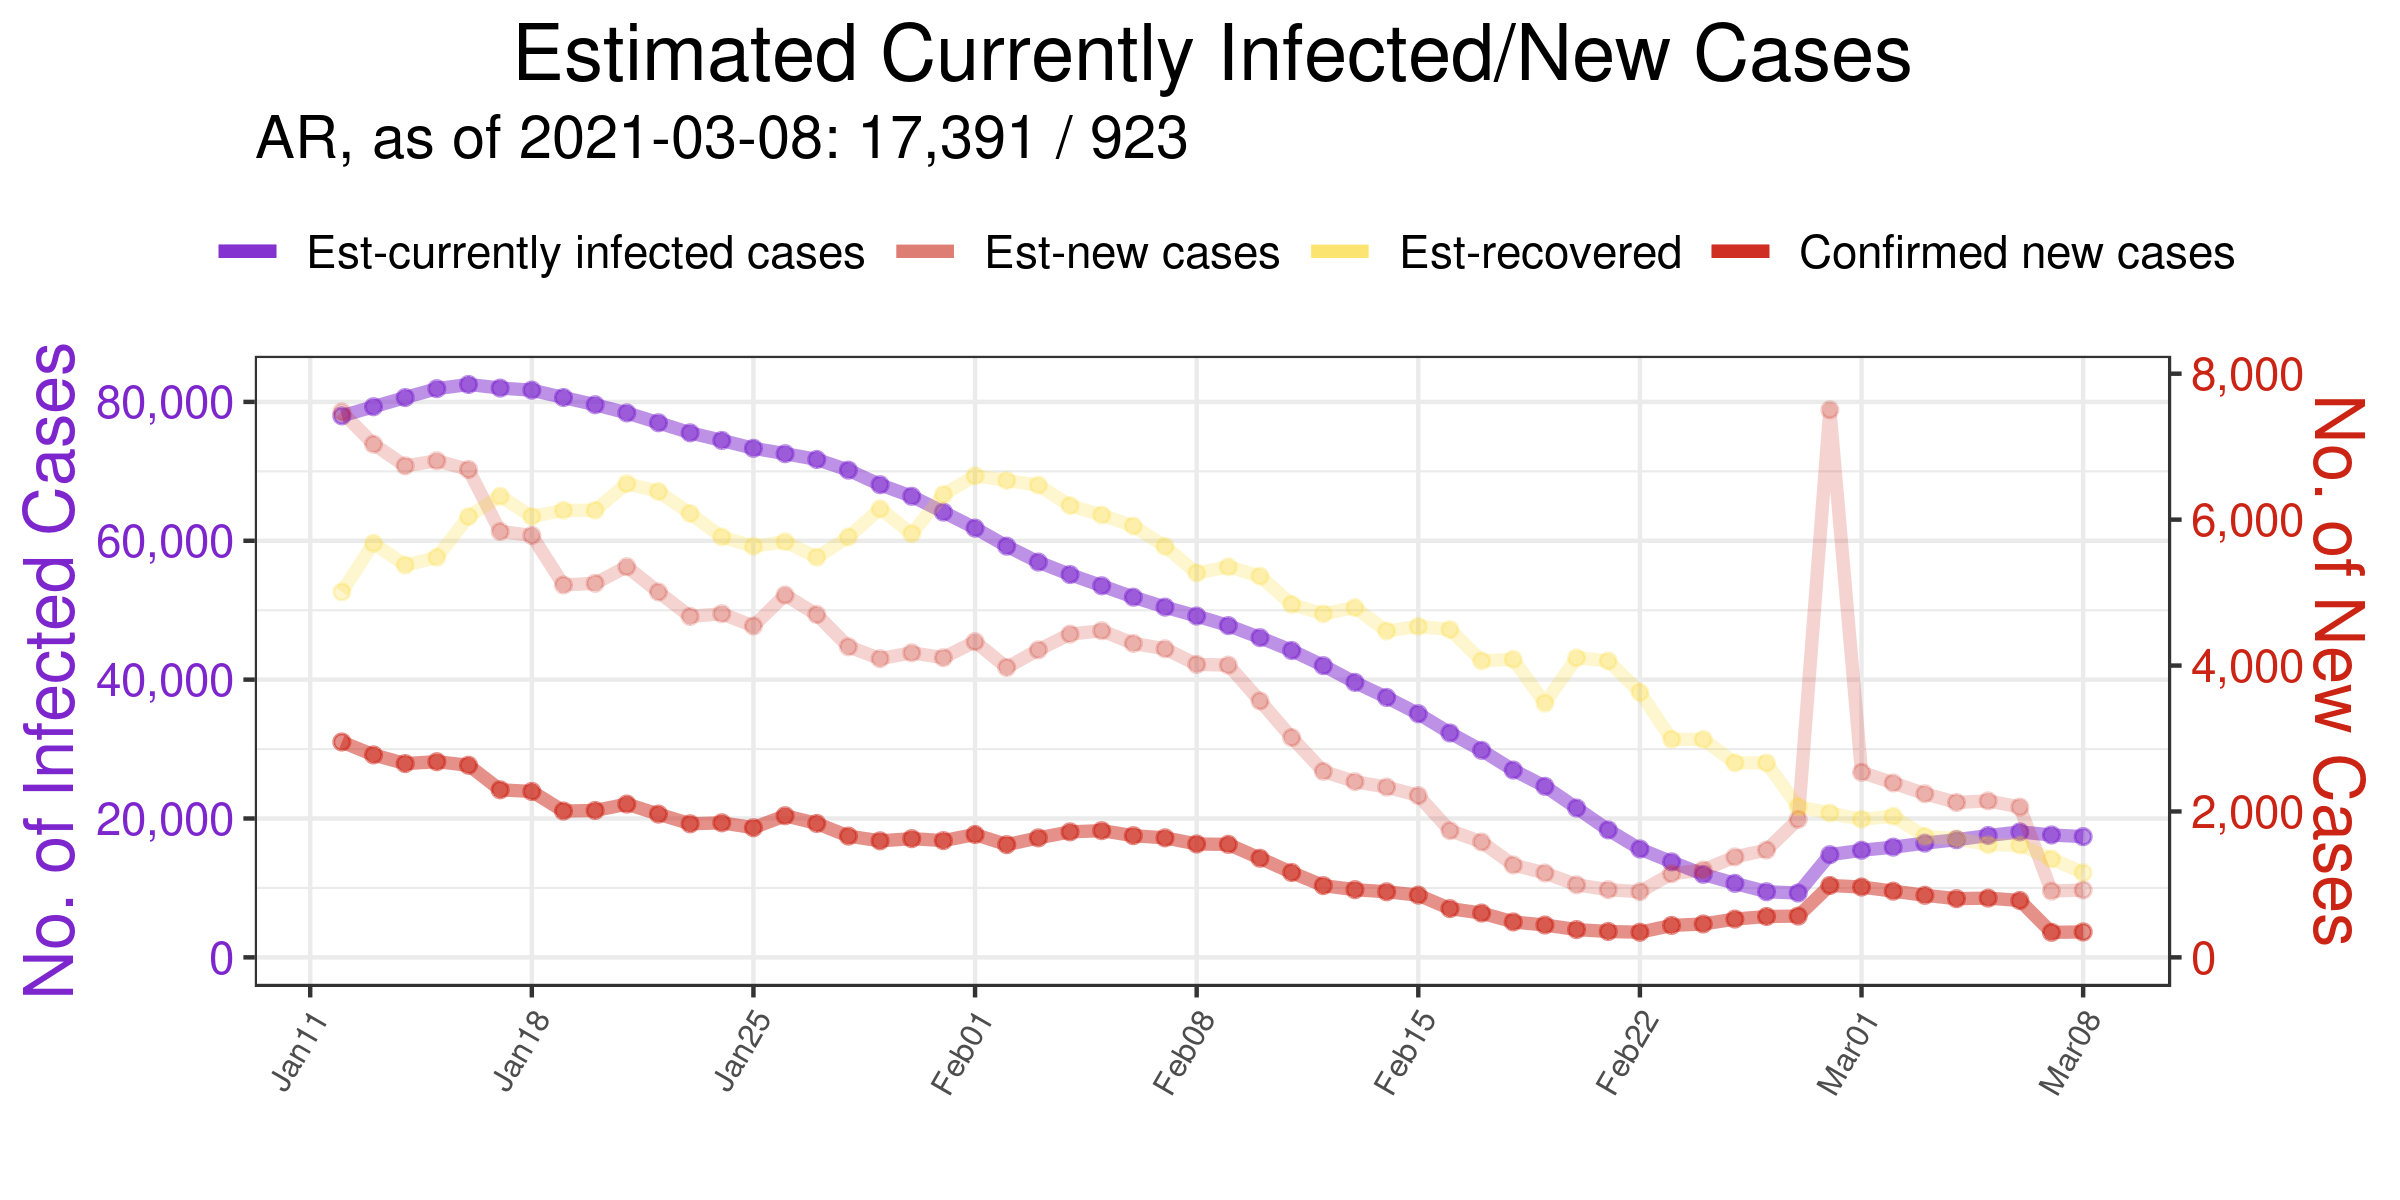 Estimated Currently Infected/New Cases
AR, as of 2021-03-08: 17,391 / 923
Est-currently infected cases Est-new cases Est-recovered Confirmed new cases
No. of Infected Cases
80,000
60,000
40,000
20,000
0
8,000
6,000
4,000
2,000
0
No. of New Cases
Jan11 Jan18 Jan25 Feb01 Feb08 Feb15 Feb22 Mar01 Mar08